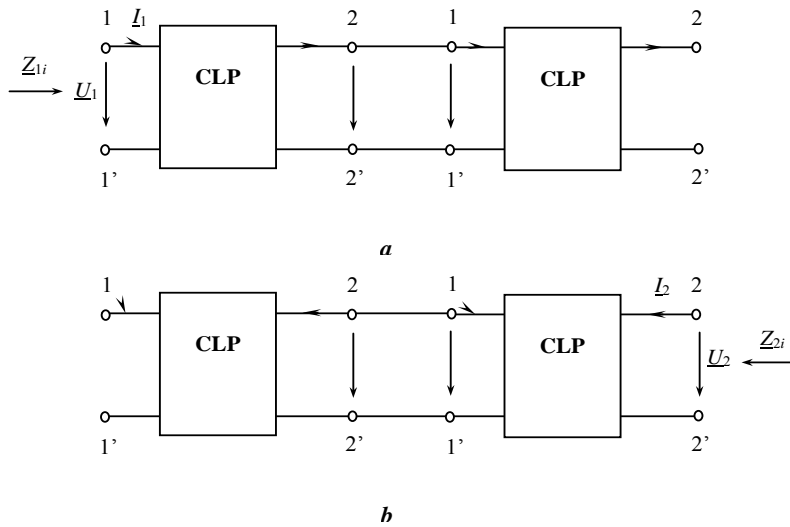 1 I1 2 1 2
Z1i U1 CLP CLP
1’ 2’ 1’ 2’
a
1 2 1 I2 2
CLP CLP U2 Z2i
1’ 2’ 1’ 2’
b